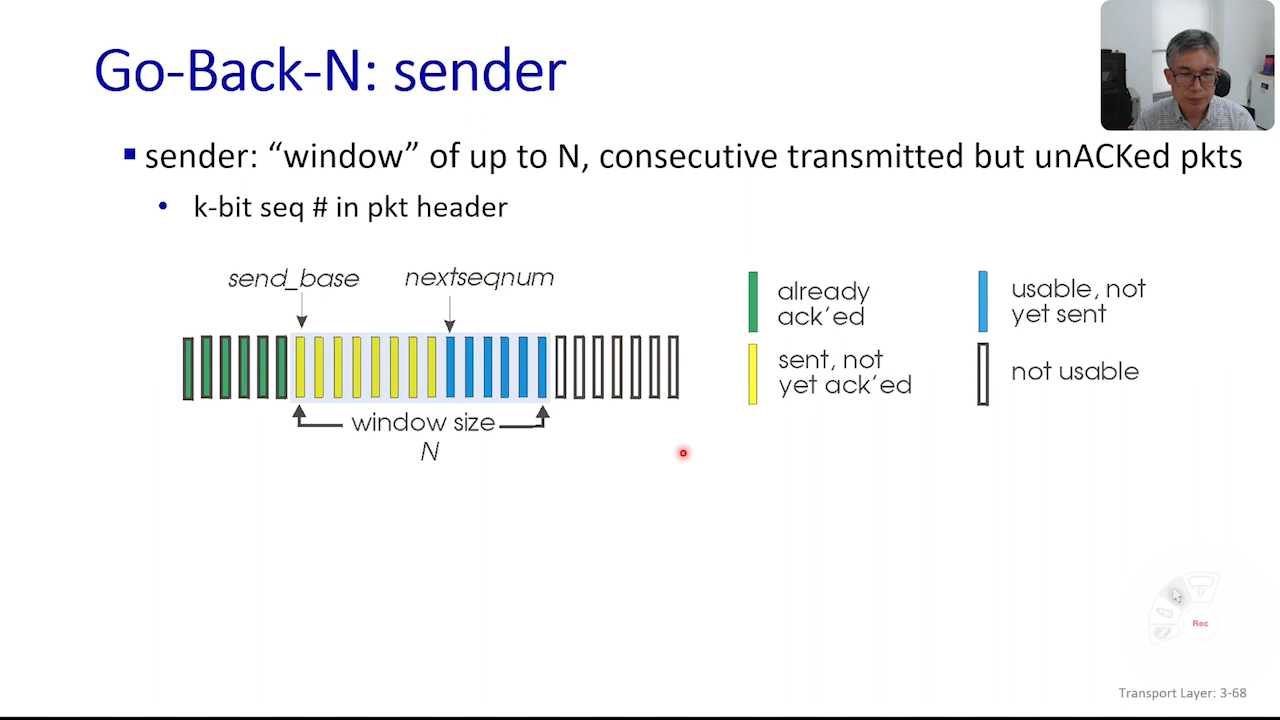 Go-Back-N: sender
sender: “window” of up to N, consecutive transmitted but unACKed pkts
k-bit seq # in pkt header
send_base
nextseqnum
window size
N
already
ack’ed
sent, not
yet ack’ed
usable, not
yet sent
not usable
Rec
Transport Layer: 3-68